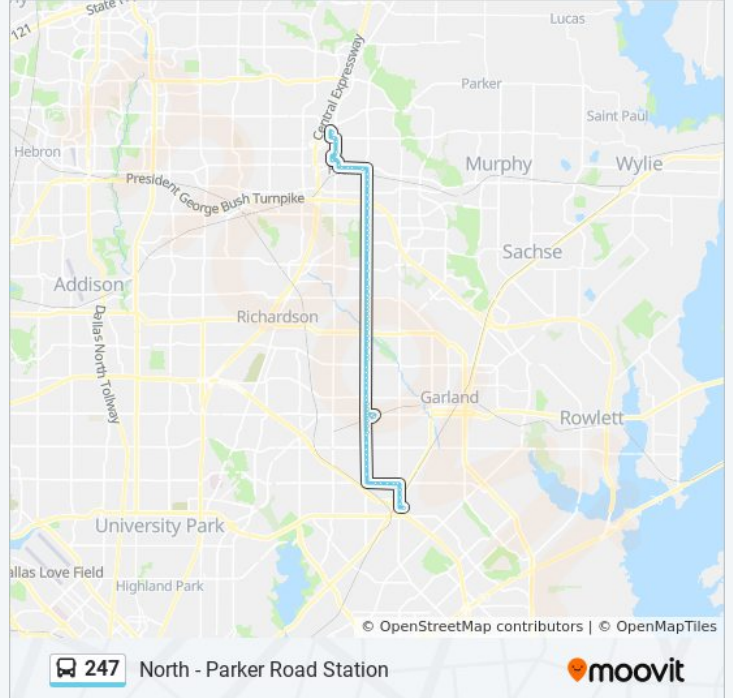 Lucas
State H
121
Central Expressway
Parker
Saint Paul
Hebron
Murphy
Wylie
President George Bush Turnpike
Sachse
Addison
Richardson
Dallas North Tollway
Garland
Rowlett
University Park
allas Love Field
Highland Park
© OpenStreetMap contributors | © OpenMapTiles
247 North - Parker Road Station
moovit